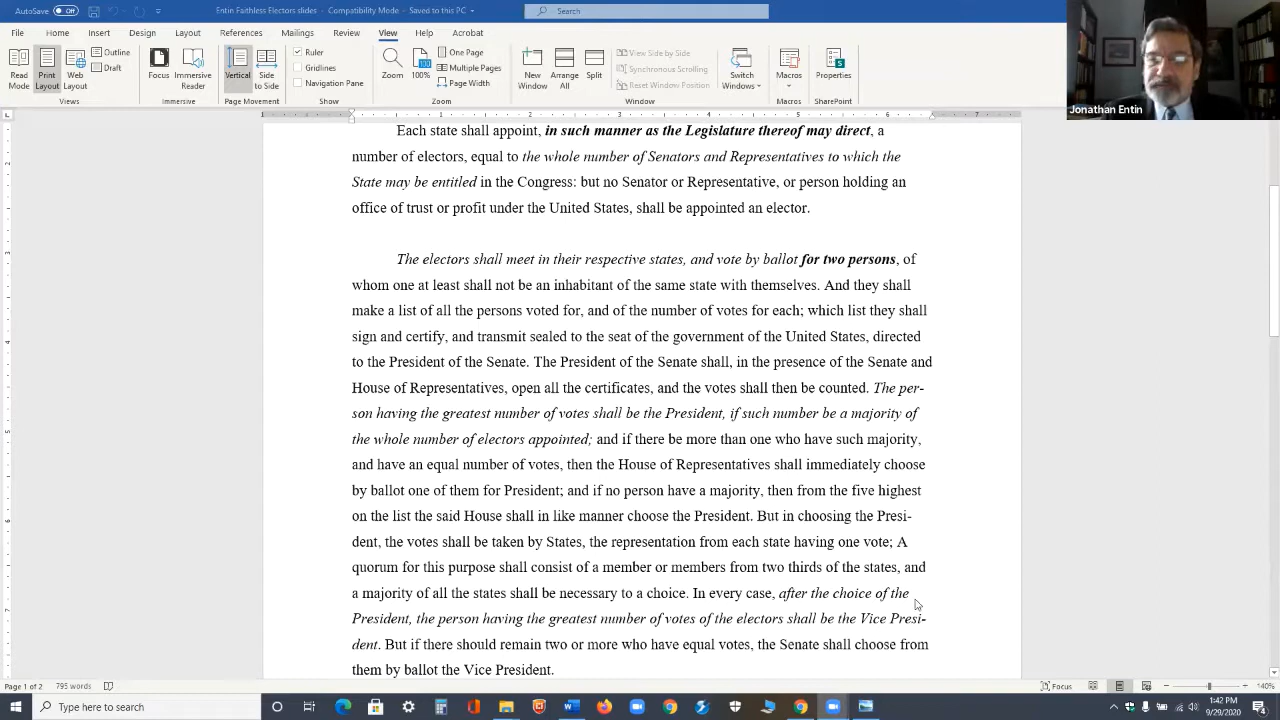 AutoSave Off
Entin Faithless Electors slides - Compatibility Mode - Saved to this PC
Search
File Home Insert Design Layout References Mailings Review View Help Acrobat
Read Mode
Print Layout
Web Layout
Outline
Draft
Views
Focus
Immersive Reader
Immersive
Vertical
Side to Side
Page Movement
Ruler
Gridlines
Navigation Pane
Show
Zoom
100%
One Page
Multiple Pages
Page Width
Zoom
New Window
Arrange All
Split
View Side by Side
Synchronous Scrolling
Reset Window Position
Switch Windows
Window
Macros
Macros
Properties
SharePoint
Jonathan Entin
Each state shall appoint, in such manner as the Legislature thereof may direct, a
number of electors, equal to the whole number of Senators and Representatives to which the
State may be entitled in the Congress: but no Senator or Representative, or person holding an
office of trust or profit under the United States, shall be appointed an elector.
The electors shall meet in their respective states, and vote by ballot for two persons, of
whom one at least shall not be an inhabitant of the same state with themselves. And they shall
make a list of all the persons voted for, and of the number of votes for each; which list they shall
sign and certify, and transmit sealed to the seat of the government of the United States, directed
to the President of the Senate. The President of the Senate shall, in the presence of the Senate and
House of Representatives, open all the certificates, and the votes shall then be counted. The per-
son having the greatest number of votes shall be the President, if such number be a majority of
the whole number of electors appointed; and if there be more than one who have such majority,
and have an equal number of votes, then the House of Representatives shall immediately choose
by ballot one of them for President; and if no person have a majority, then from the five highest
on the list the said House shall in like manner choose the President. But in choosing the Presi-
dent, the votes shall be taken by States, the representation from each state having one vote; A
quorum for this purpose shall consist of a member or members from two thirds of the states, and
a majority of all the states shall be necessary to a choice. In every case, after the choice of the
President, the person having the greatest number of votes of the electors shall be the Vice Presi-
dent. But if there should remain two or more who have equal votes, the Senate shall choose from
them by ballot the Vice President.
Page 1 of 2 795 words
Focus
140%
Type here to search
1:42 PM
9/29/2020